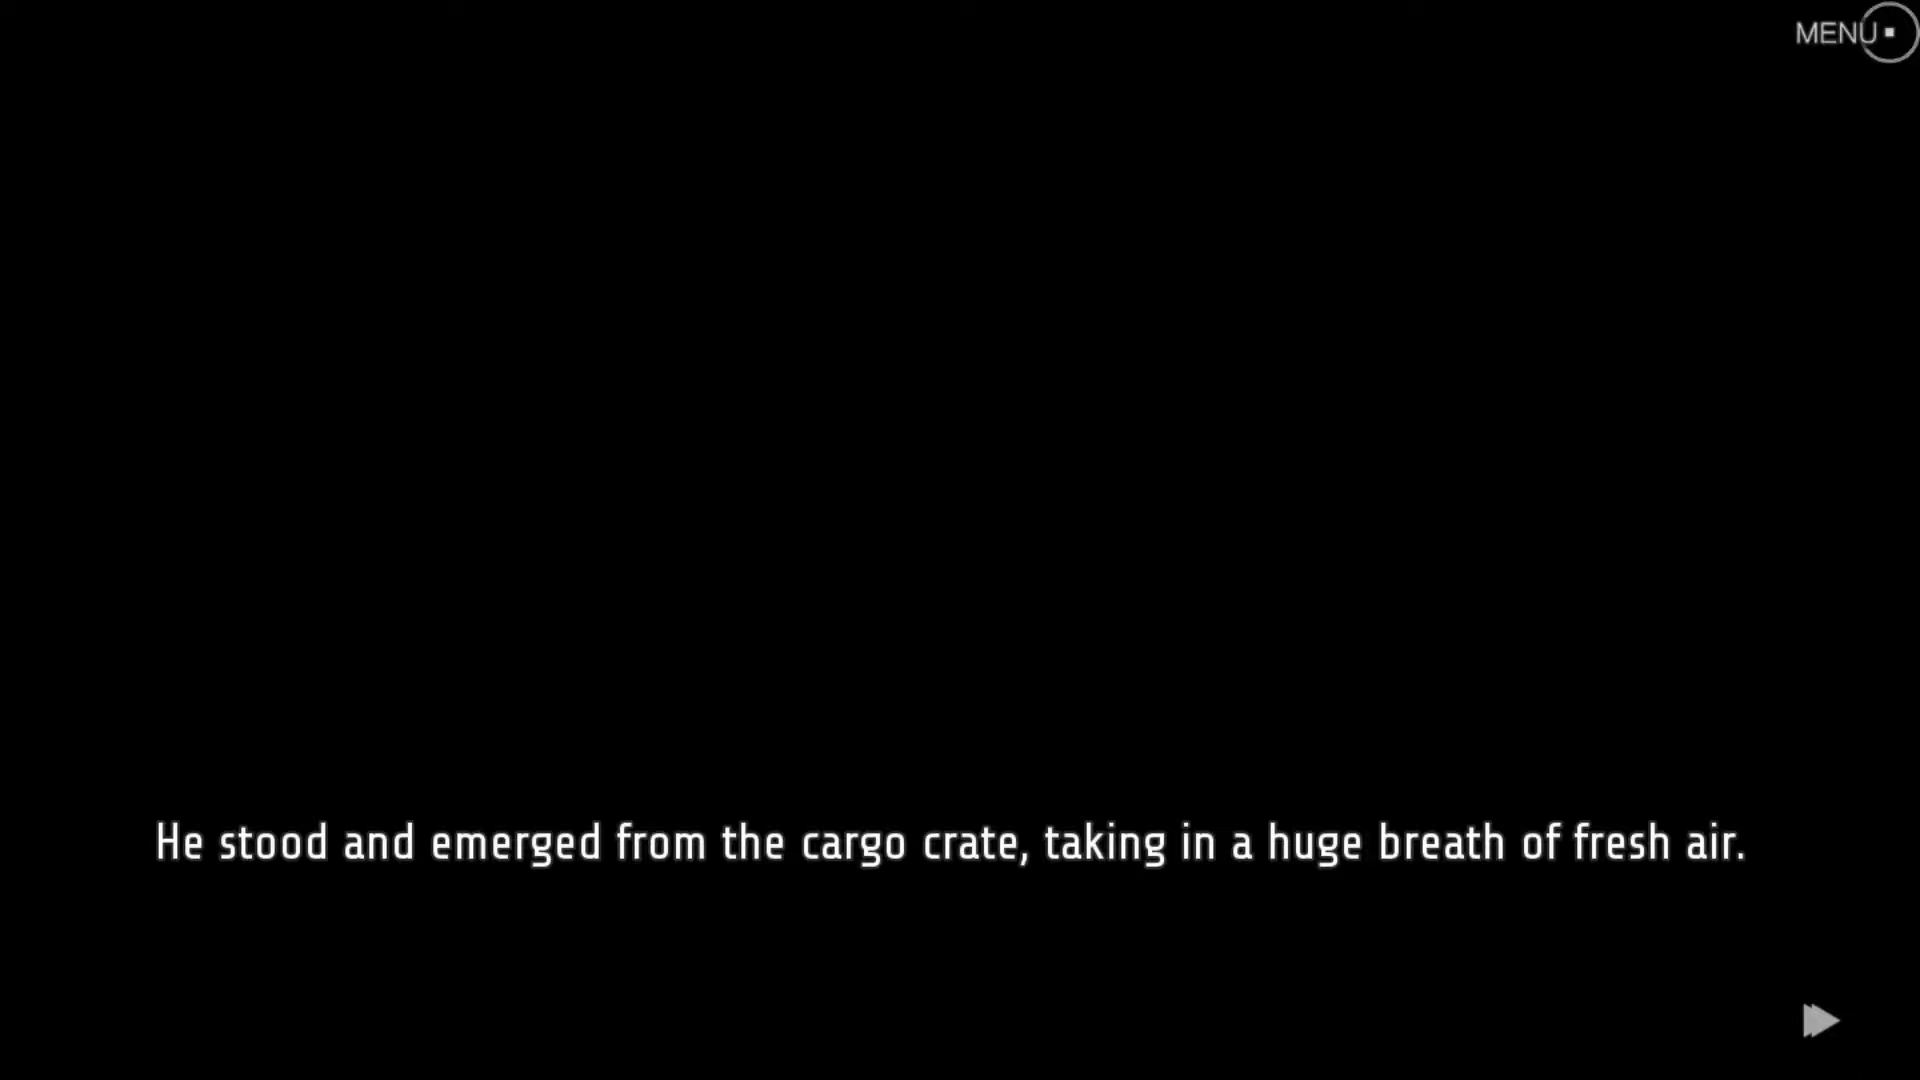 MENU
He stood and emerged from the cargo crate, taking in a huge breath of fresh air.